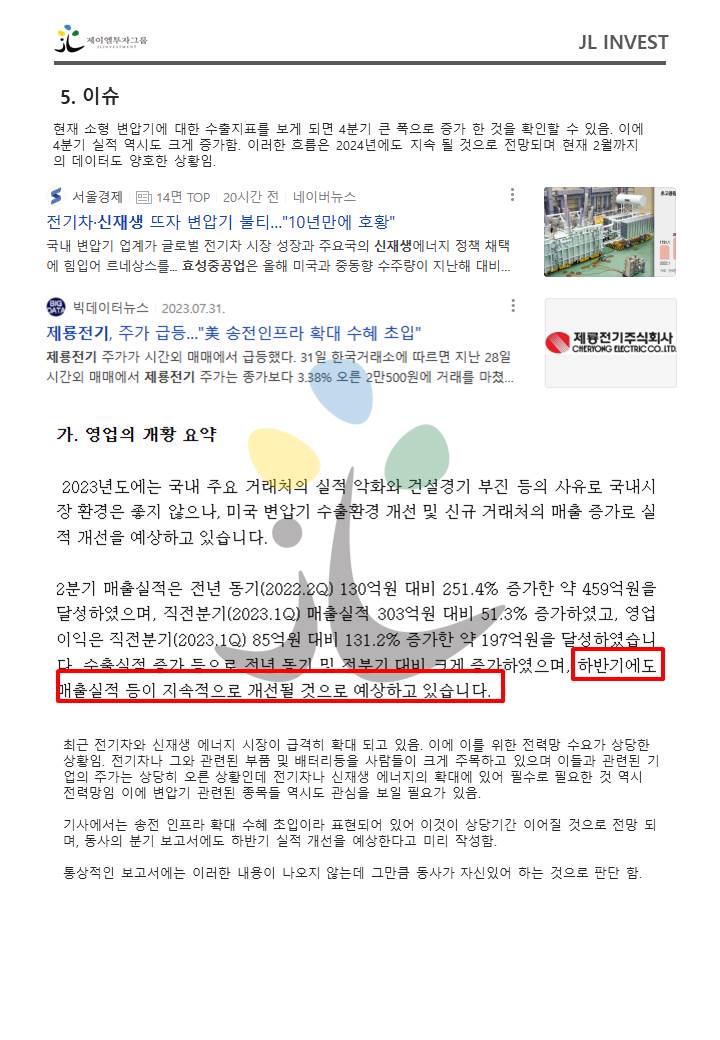 제이엘투자그룹
JL INVESTMENT
JL INVEST
5. 이슈
현재 소형 변압기에 대한 수출지표를 보게 되면 4분기 큰 폭으로 증가 한 것을 확인할 수 있음. 이에
4분기 실적 역시도 크게 증가함. 이러한 흐름은 2024년에도 지속 될 것으로 전망되며 현재 2월까지
의 데이터도 양호한 상황임.
서울경제 14면 TOP 20시간 전 네이버뉴스
전기차·신재생 뜨자 변압기 불티..."10년만에 호황"
국내 변압기 업계가 글로벌 전기차 시장 성장과 주요국의 신재생에너지 정책 채택
에 힘입어 르네상스를... 효성중공업은 올해 미국과 중동향 수주량이 지난해 대비...
BIG DATA 빅데이터뉴스 2023.07.31.
제룡전기, 주가 급등..."美 송전인프라 확대 수혜 초입"
제룡전기 주가가 시간외 매매에서 급등했다. 31일 한국거래소에 따르면 지난 28일
시간외 매매에서 제룡전기 주가는 종가보다 3.38% 오른 2만500원에 거래를 마쳤...
제룡전기주식회사
CHERYONG ELECTRIC CO.LTD.
가. 영업의 개황 요약
2023년도에는 국내 주요 거래처의 실적 악화와 건설경기 부진 등의 사유로 국내시
장 환경은 좋지 않으나, 미국 변압기 수출환경 개선 및 신규 거래처의 매출 증가로 실
적 개선을 예상하고 있습니다.
2분기 매출실적은 전년 동기(2022.2Q) 130억원 대비 251.4% 증가한 약 459억원을
달성하였으며, 직전분기(2023.1Q) 매출실적 303억원 대비 51.3% 증가하였고, 영업
이익은 직전분기(2023.1Q) 85억원 대비 131.2% 증가한 약 197억원을 달성하였습니
다. 수출실적 증가 등으로 전년 동기 및 전분기 대비 크게 증가하였으며, 하반기에도
매출실적 등이 지속적으로 개선될 것으로 예상하고 있습니다.
최근 전기차와 신재생 에너지 시장이 급격히 확대 되고 있음. 이에 이를 위한 전력망 수요가 상당한
상황임. 전기차나 그와 관련된 부품 및 배터리등을 사람들이 크게 주목하고 있으며 이들과 관련된 기
업의 주가는 상당히 오른 상황인데 전기차나 신재생 에너지의 확대에 있어 필수로 필요한 것 역시
전력망임 이에 변압기 관련된 종목들 역시도 관심을 보일 필요가 있음.
기사에서는 송전 인프라 확대 수혜 초입이라 표현되어 있어 이것이 상당기간 이어질 것으로 전망 되
며, 동사의 분기 보고서에도 하반기 실적 개선을 예상한다고 미리 작성함.
통상적인 보고서에는 이러한 내용이 나오지 않는데 그만큼 동사가 자신있어 하는 것으로 판단 함.